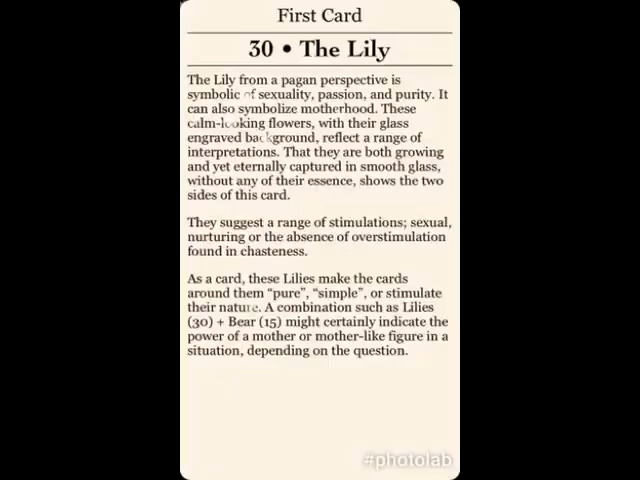 First Card
30 • The Lily
The Lily from a pagan perspective is
symbolic of sexuality, passion, and purity. It
can also symbolize motherhood. These
calm-looking flowers, with their glass
engraved background, reflect a range of
interpretations. That they are both growing
and yet eternally captured in smooth glass,
without any of their essence, shows the two
sides of this card.
They suggest a range of stimulations; sexual,
nurturing or the absence of overstimulation
found in chasteness.
As a card, these Lilies make the cards
around them “pure”, “simple”, or stimulate
their nature. A combination such as Lilies
(30) + Bear (15) might certainly indicate the
power of a mother or mother-like figure in a
situation, depending on the question.
#photolab